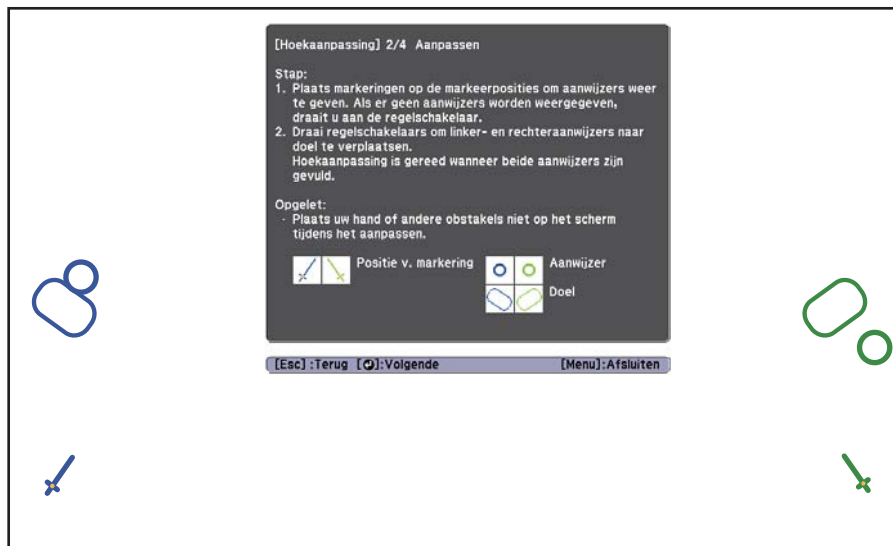 [Hoekaanpassing] 2/4 Aanpassen
Stap:
1. Plaats markeringen op de markeerposities om aanwijzers weer
te geven. Als er geen aanwijzers worden weergegeven,
draait u aan de regelschakelaar.
2. Draai regelschakelaars om linker- en rechteraanwijzers naar
doel te verplaatsen.
Hoekaanpassing is gereed wanneer beide aanwijzers zijn
gevuld.
Opgelet:
· Plaats uw hand of andere obstakels niet op het scherm
tijdens het aanpassen.
Positie v. markering
Aanwijzer
Doel
[Esc] :Terug [↵]:Volgende [Menu]:Afsluiten